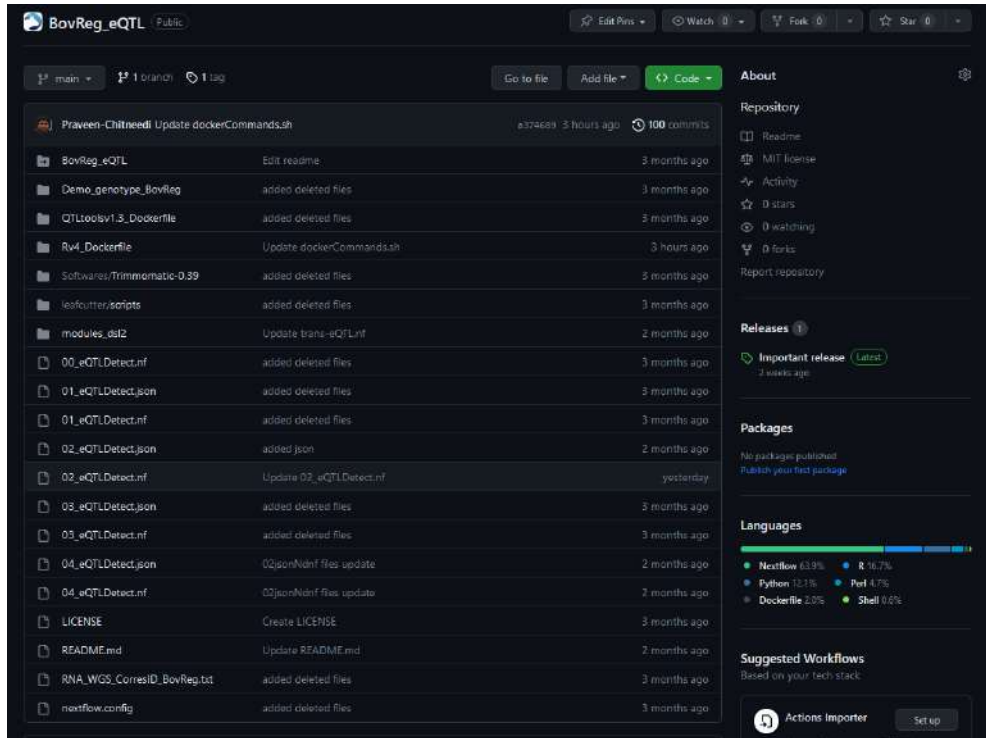 BovReg_eQTL Public
Edit Pins Watch 0 Fork 0 Star 0
main 1 branch 1 tag Go to file Add file Code
Praveen-Chitneedi Update dockerCommands.sh 3 hours ago 100 commits
BovReg_eQTL Edit readme 3 months ago
Demo_genotype_BovReg added deleted files 3 months ago
QTLtoolsv1.3_Dockerfile added deleted files 3 months ago
Rv4_Dockerfile Update dockerCommands.sh 3 hours ago
Softwares/Trimmomatic-0.39 added deleted files 3 months ago
leafcutter/scripts added deleted files 3 months ago
modules_dsl2 Update trans-eQTL.nf 2 months ago
00_eQTLDetect.nf added deleted files 3 months ago
01_eQTLDetect.json added deleted files 3 months ago
01_eQTLDetect.nf added deleted files 3 months ago
02_eQTLDetect.json added json 2 months ago
02_eQTLDetect.nf Update 02_eQTLDetect.nf yesterday
03_eQTLDetect.json added deleted files 3 months ago
03_eQTLDetect.nf added deleted files 3 months ago
04_eQTLDetect.json 02jsonNdnf files update 2 months ago
04_eQTLDetect.nf 02jsonNdnf files update 2 months ago
LICENSE Create LICENSE 3 months ago
README.md Update README.md 2 months ago
RNA_WGS_CorresID_BovReg.txt added deleted files 3 months ago
nextflow.config added deleted files 3 months ago
About
Repository
Readme
MIT license
Activity
0 stars
0 watching
0 forks
Report repository
Releases 1
Important release Latest
2 weeks ago
Packages
No packages published
Publish your first package
Languages
Nextflow 63.9% R 16.7%
Python 12.1% Perl 4.7%
Dockerfile 2.0% Shell 0.6%
Suggested Workflows
Based on your tech stack
Actions Importer Set up